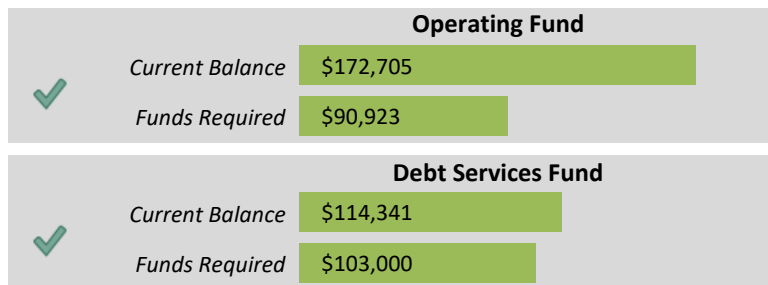 Operating Fund
Current Balance $172,705
Funds Required $90,923
Debt Services Fund
Current Balance $114,341
Funds Required $103,000